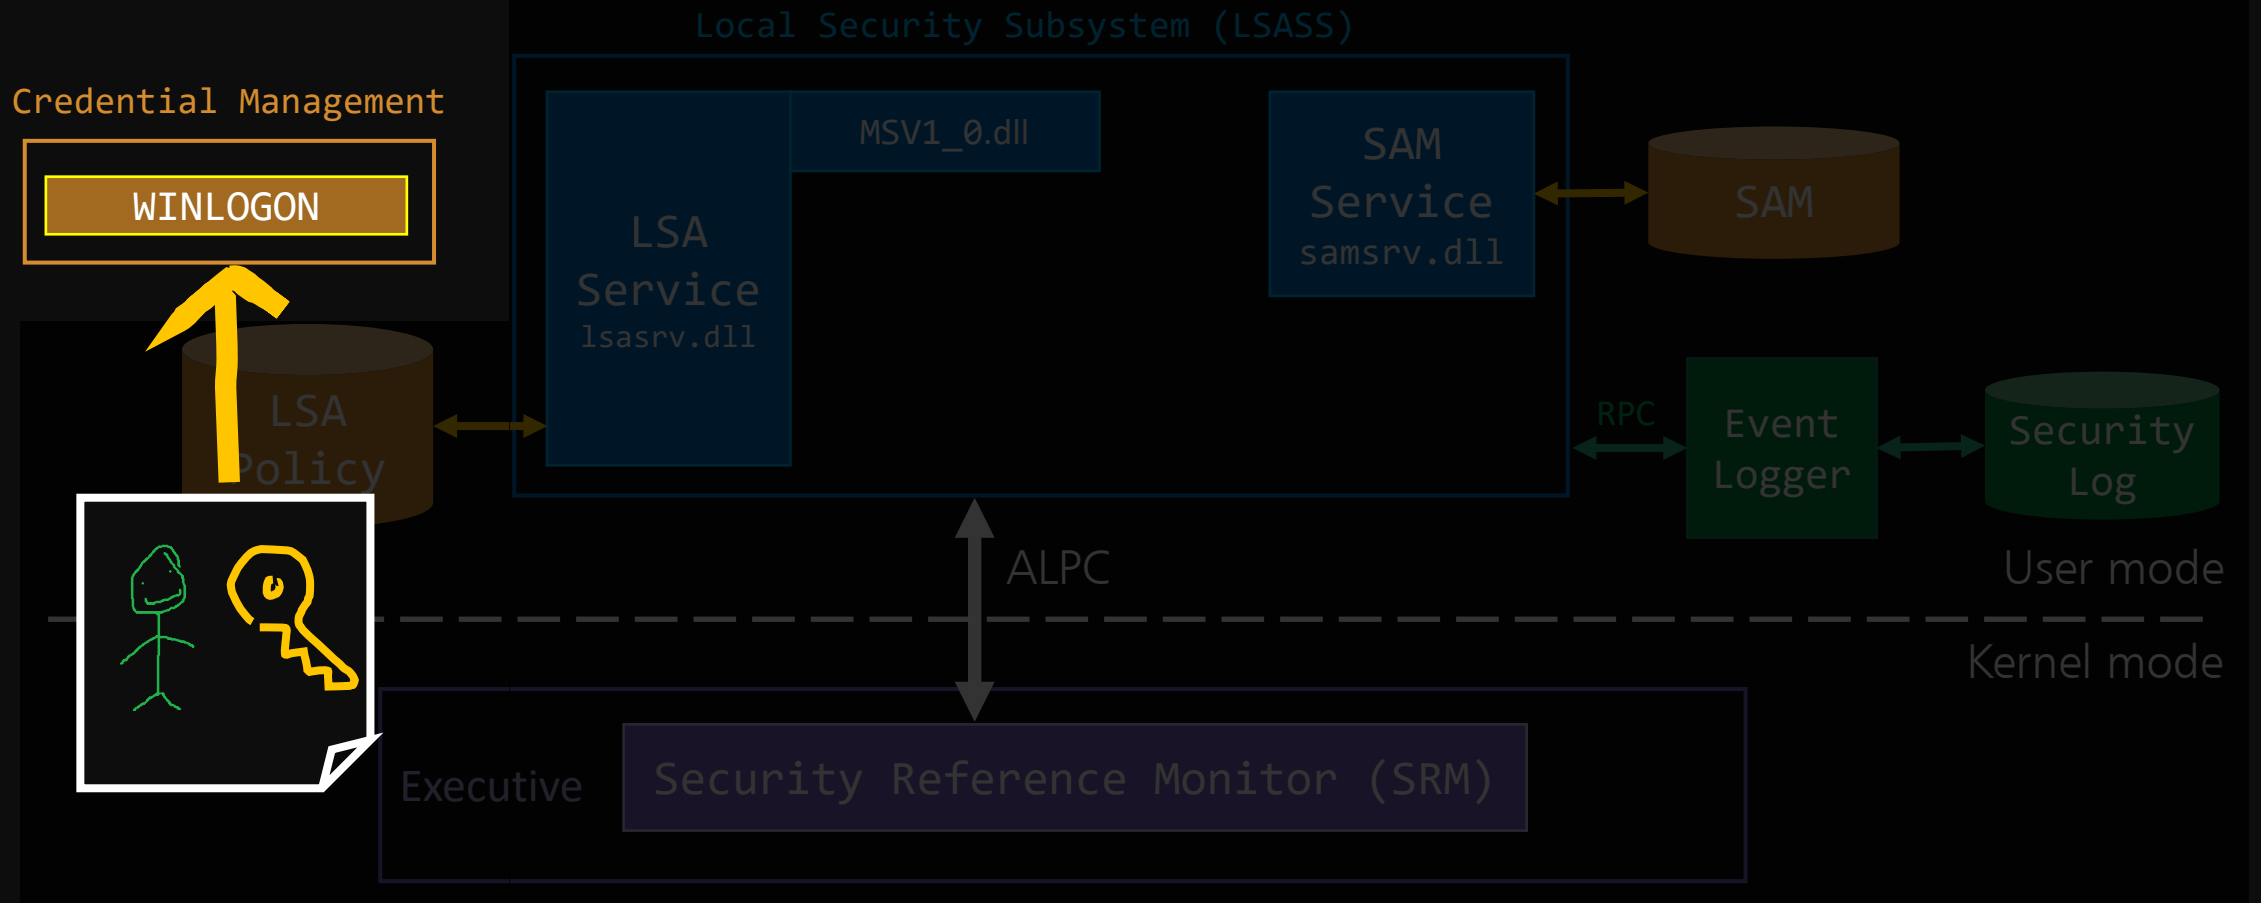 Local Security Subsystem (LSASS)
Credential Management
WINLOGON
MSV1_0.dll
LSA
Service
lsasrv.dll
SAM
Service
samsrv.dll
SAM
LSA
Policy
RPC
Event
Logger
Security
Log
ALPC
User mode
Kernel mode
Executive
Security Reference Monitor (SRM)